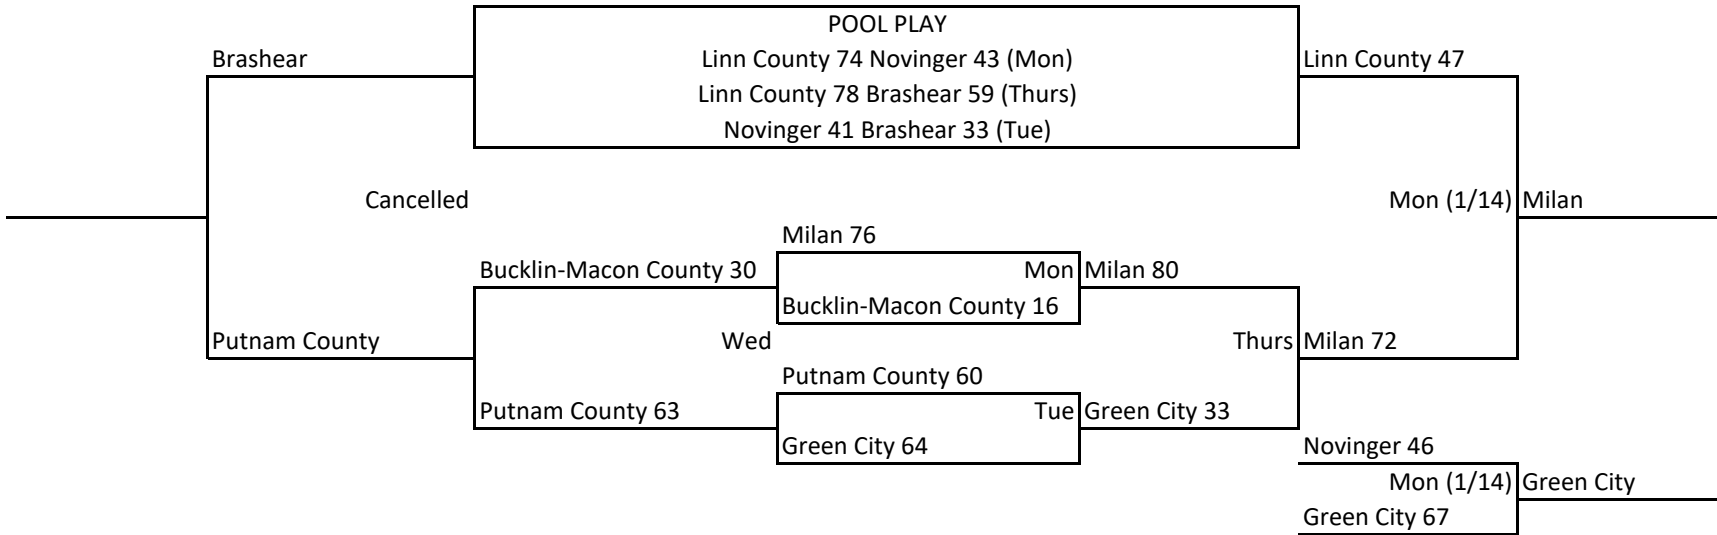 POOL PLAY
Brashear
Linn County 74 Novinger 43 (Mon)
Linn County 47
Linn County 78 Brashear 59 (Thurs)
Novinger 41 Brashear 33 (Tue)
Cancelled
Mon (1/14)
Milan
Milan 76
Bucklin-Macon County 30
Mon
Milan 80
Bucklin-Macon County 16
Putnam County
Wed
Thurs
Milan 72
Putnam County 60
Putnam County 63
Tue
Green City 33
Green City 64
Novinger 46
Mon (1/14)
Green City
Green City 67